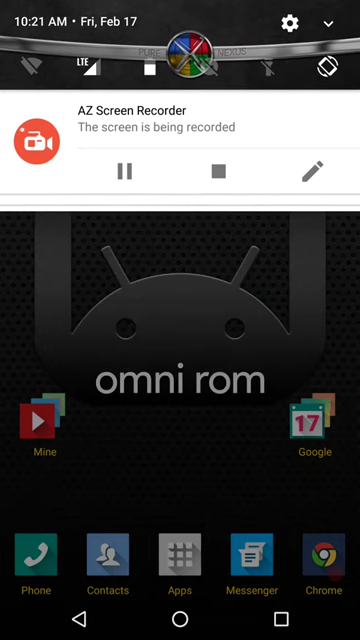 10:21 AM • Fri, Feb 17
PURE NEXUS
LTE
AZ Screen Recorder
The screen is being recorded
omni rom
17
Mine
Google
Phone
Contacts
Apps
Messenger
Chrome